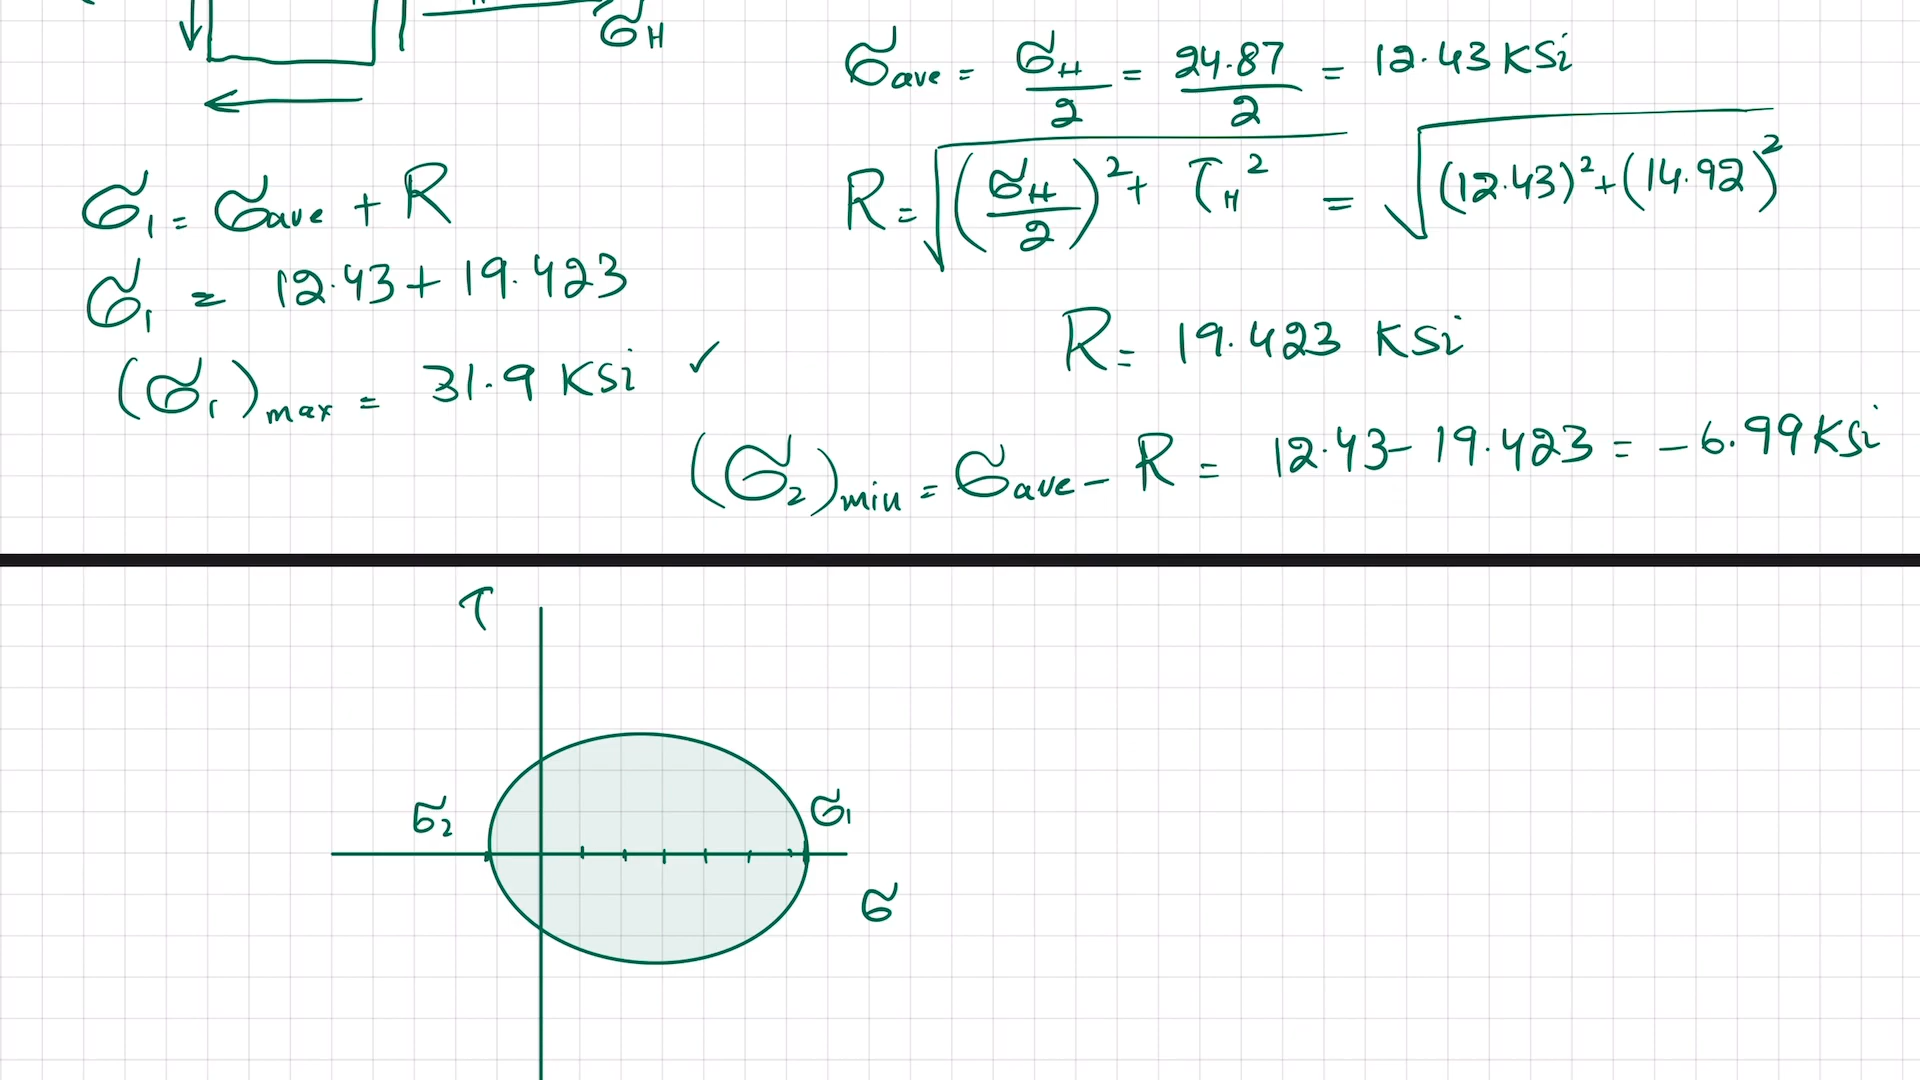 σH
σave = σH/2 = 24.87/2 = 12.43 KSi
R = √((σH/2)² + τH²) = √((12.43)² + (14.92)²)
σ1 = σave + R
σ1 = 12.43 + 19.423
R = 19.423 KSi
(σ1)max = 31.9 KSi ✓
(σ2)min = σave - R = 12.43 - 19.423 = -6.99 KSi
τ
σ2
σ1
σ